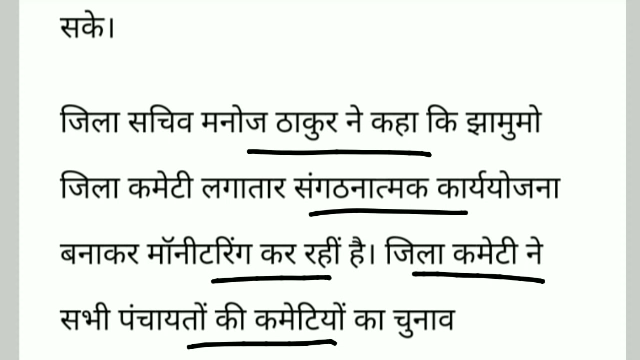 सके।
जिला सचिव मनोज ठाकुर ने कहा कि झामुमो
जिला कमेटी लगातार संगठनात्मक कार्ययोजना
बनाकर मॉनीटरिंग कर रहीं है। जिला कमेटी ने
सभी पंचायतों की कमेटियों का चुनाव